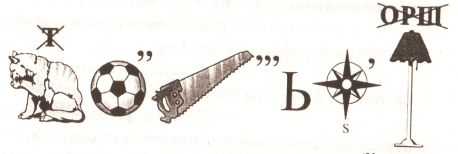 ОРШ
Т
,, ,,, Ь ,
S